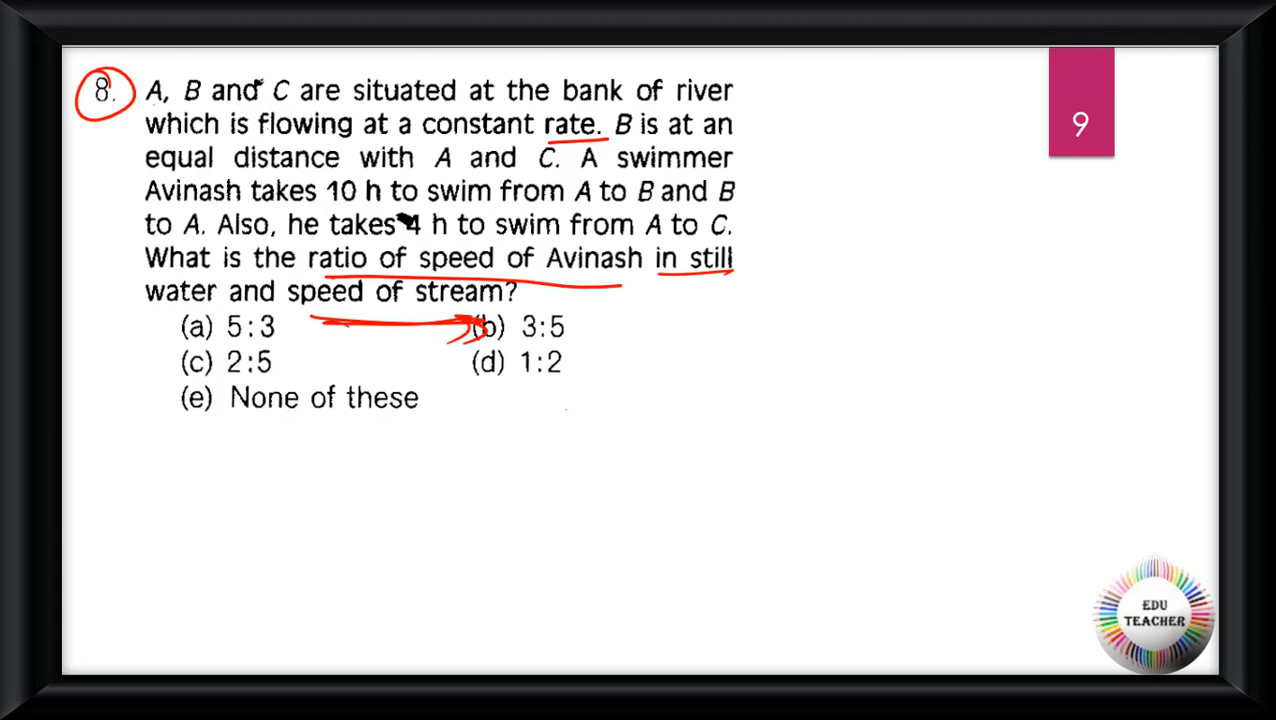 8. A, B and C are situated at the bank of river
which is flowing at a constant rate. B is at an
equal distance with A and C. A swimmer
Avinash takes 10 h to swim from A to B and B
to A. Also, he takes 4 h to swim from A to C.
What is the ratio of speed of Avinash in still
water and speed of stream?
(a) 5:3 (b) 3:5
(c) 2:5 (d) 1:2
(e) None of these
9
EDU
TEACHER